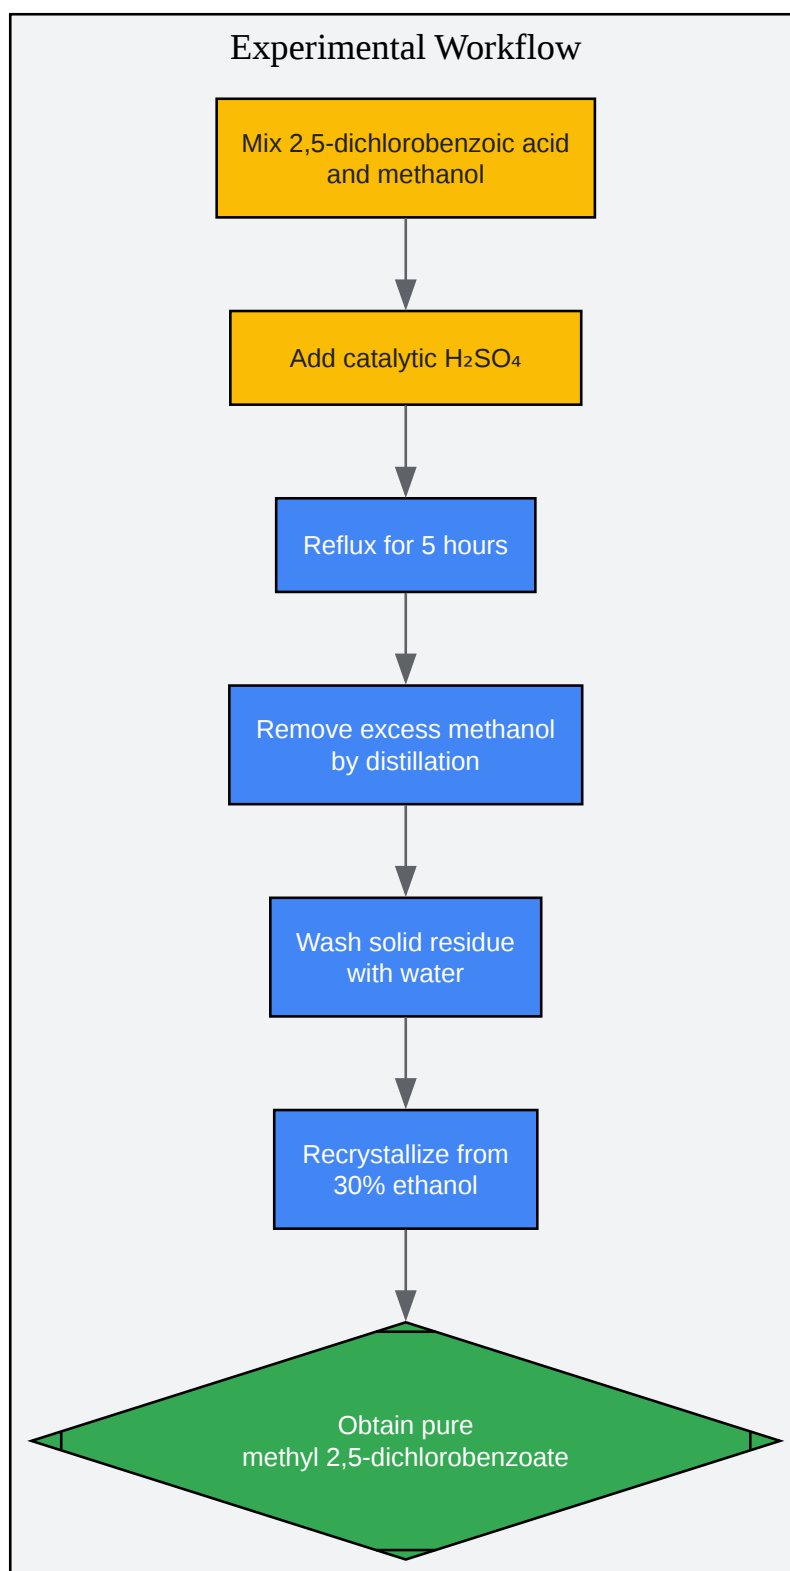 Experimental Workflow
Mix 2,5-dichlorobenzoic acid
and methanol
Add catalytic H₂SO₄
Reflux for 5 hours
Remove excess methanol
by distillation
Wash solid residue
with water
Recrystallize from
30% ethanol
Obtain pure
methyl 2,5-dichlorobenzoate